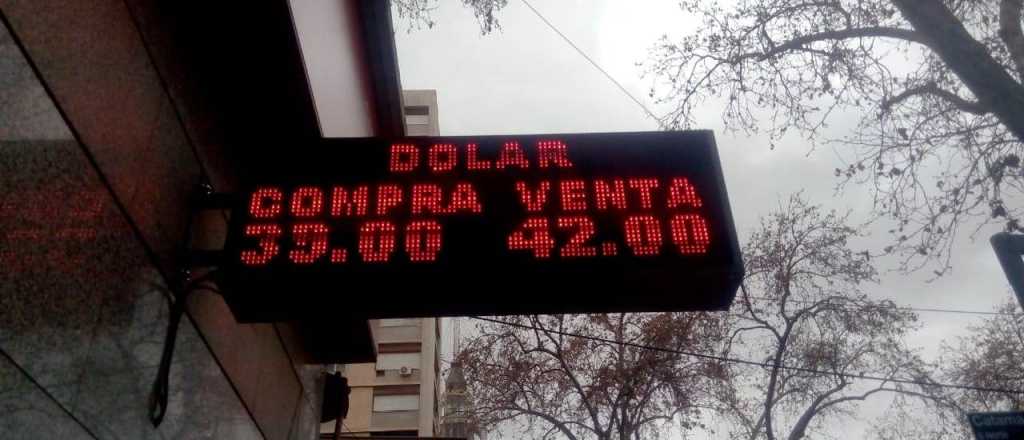 DOLAR
COMPRA VENTA
39.00 42.00